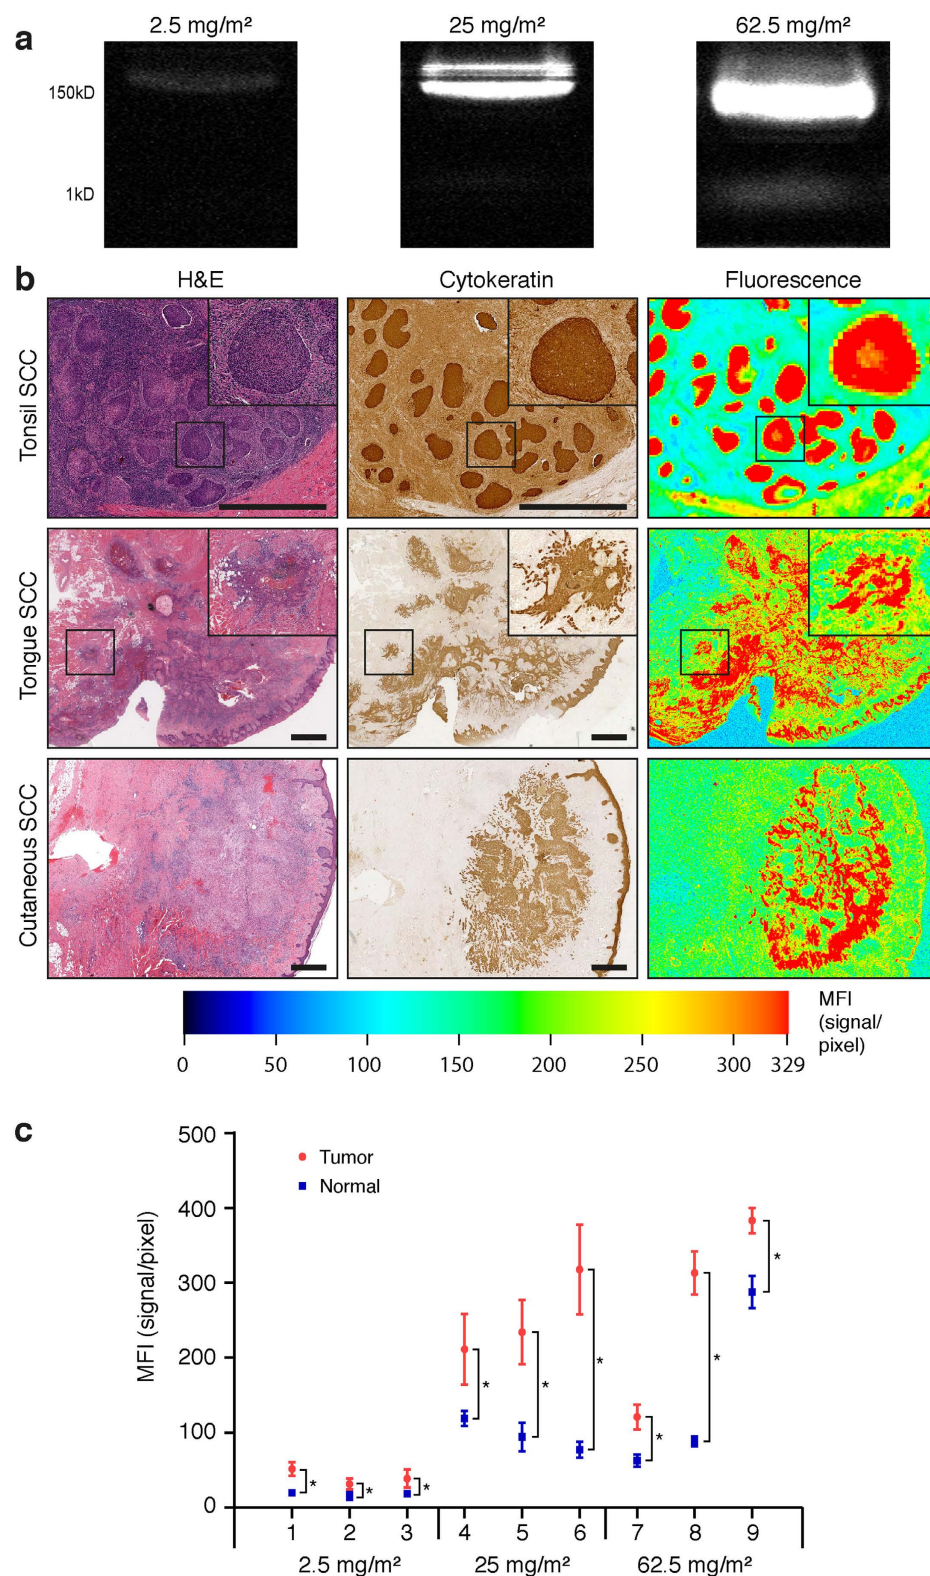 a
2.5 mg/m² 25 mg/m² 62.5 mg/m²
150kD
1kD
b
H&E Cytokeratin Fluorescence
Tonsil SCC
Tongue SCC
Cutaneous SCC
0 50 100 150 200 250 300 329
MFI
(signal/
pixel)
c
MFI (signal/pixel)
500
400
300
200
100
0
Tumor
Normal
* * * * * * * * *
1 2 3 4 5 6 7 8 9
2.5 mg/m² 25 mg/m² 62.5 mg/m²